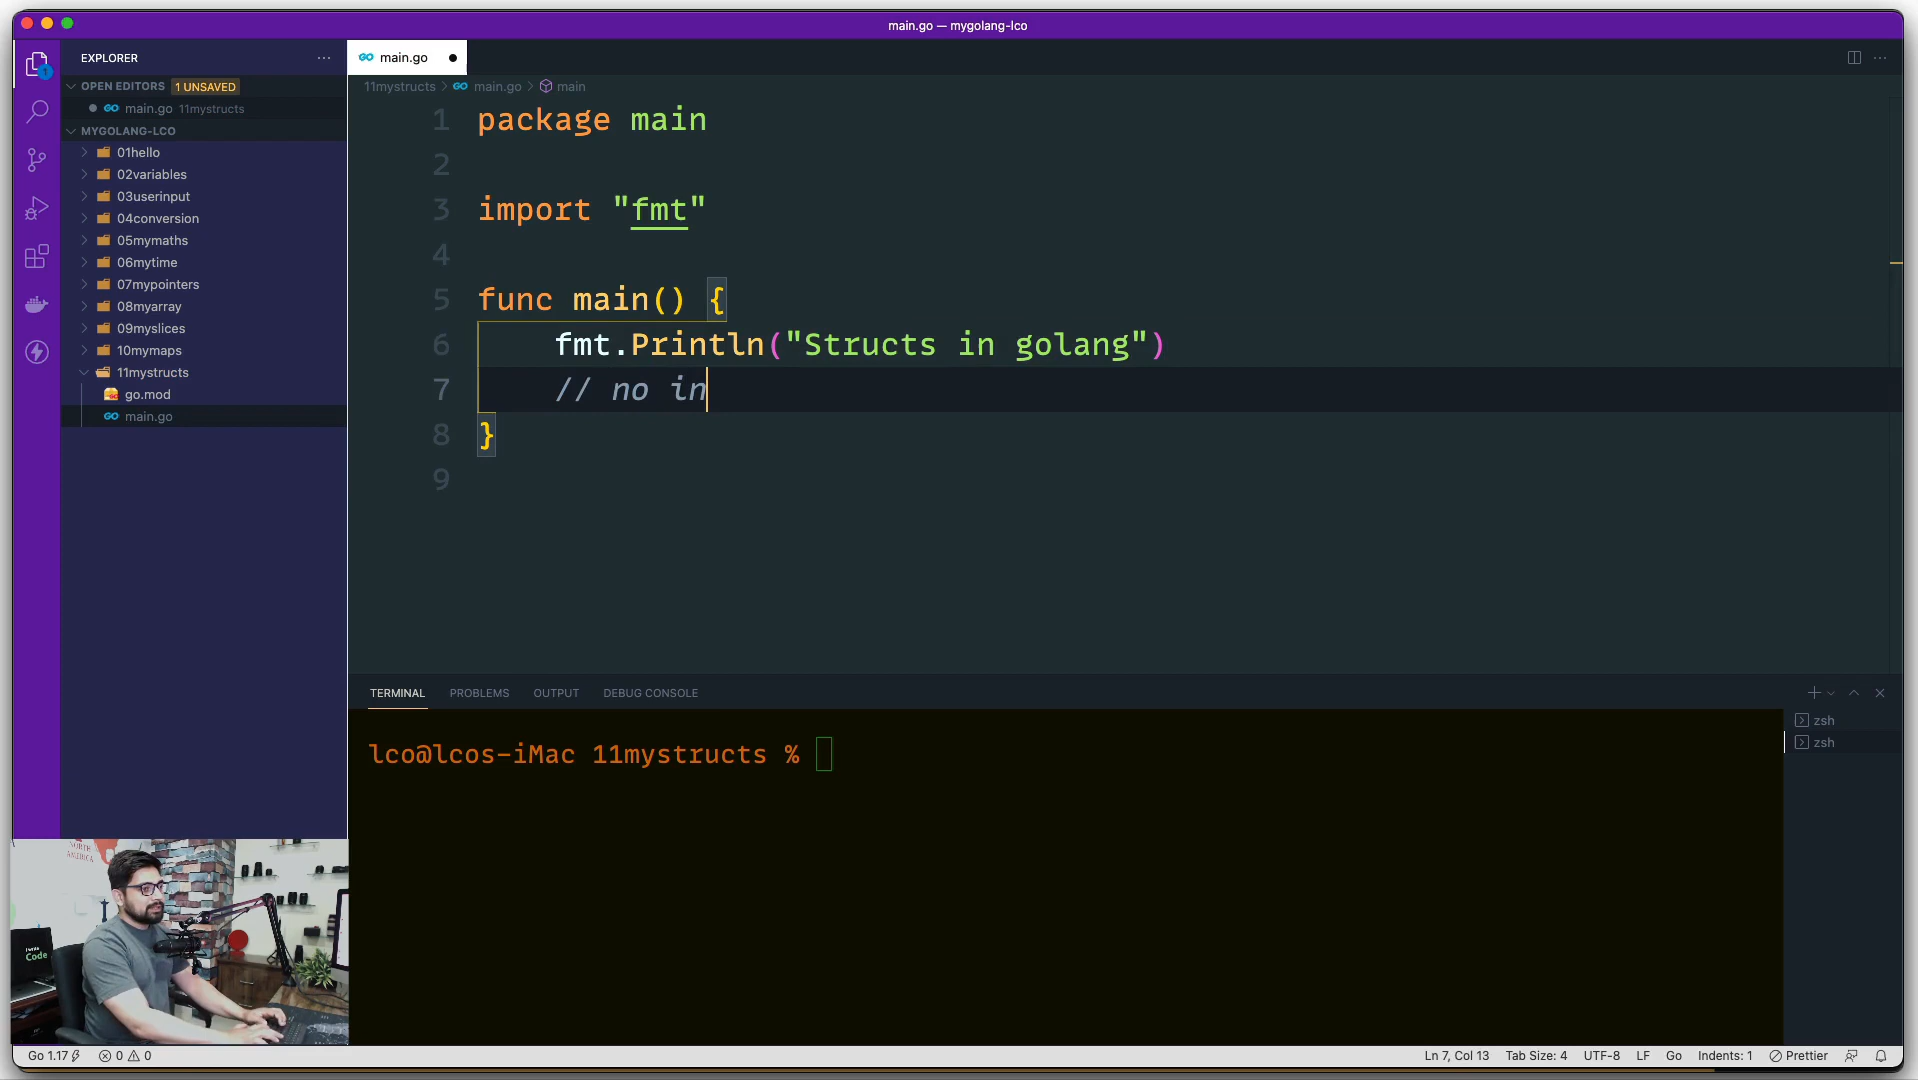 main.go — mygolang-lco
EXPLORER
OPEN EDITORS 1 UNSAVED
main.go 11mystructs
MYGOLANG-LCO
01hello
02variables
03userinput
04conversion
05mymaths
06mytime
07mypointers
08myarray
09myslices
10mymaps
11mystructs
go.mod
main.go
main.go
11mystructs > main.go > main
1 package main
2
3 import "fmt"
4
5 func main() {
6 fmt.Println("Structs in golang")
7 // no in
8 }
9
TERMINAL PROBLEMS OUTPUT DEBUG CONSOLE
lco@lcos-iMac 11mystructs %
zsh
zsh
NORTH
AMERICA
I write
Code
Go 1.17 0 0
Ln 7, Col 13 Tab Size: 4 UTF-8 LF Go Indents: 1 Prettier